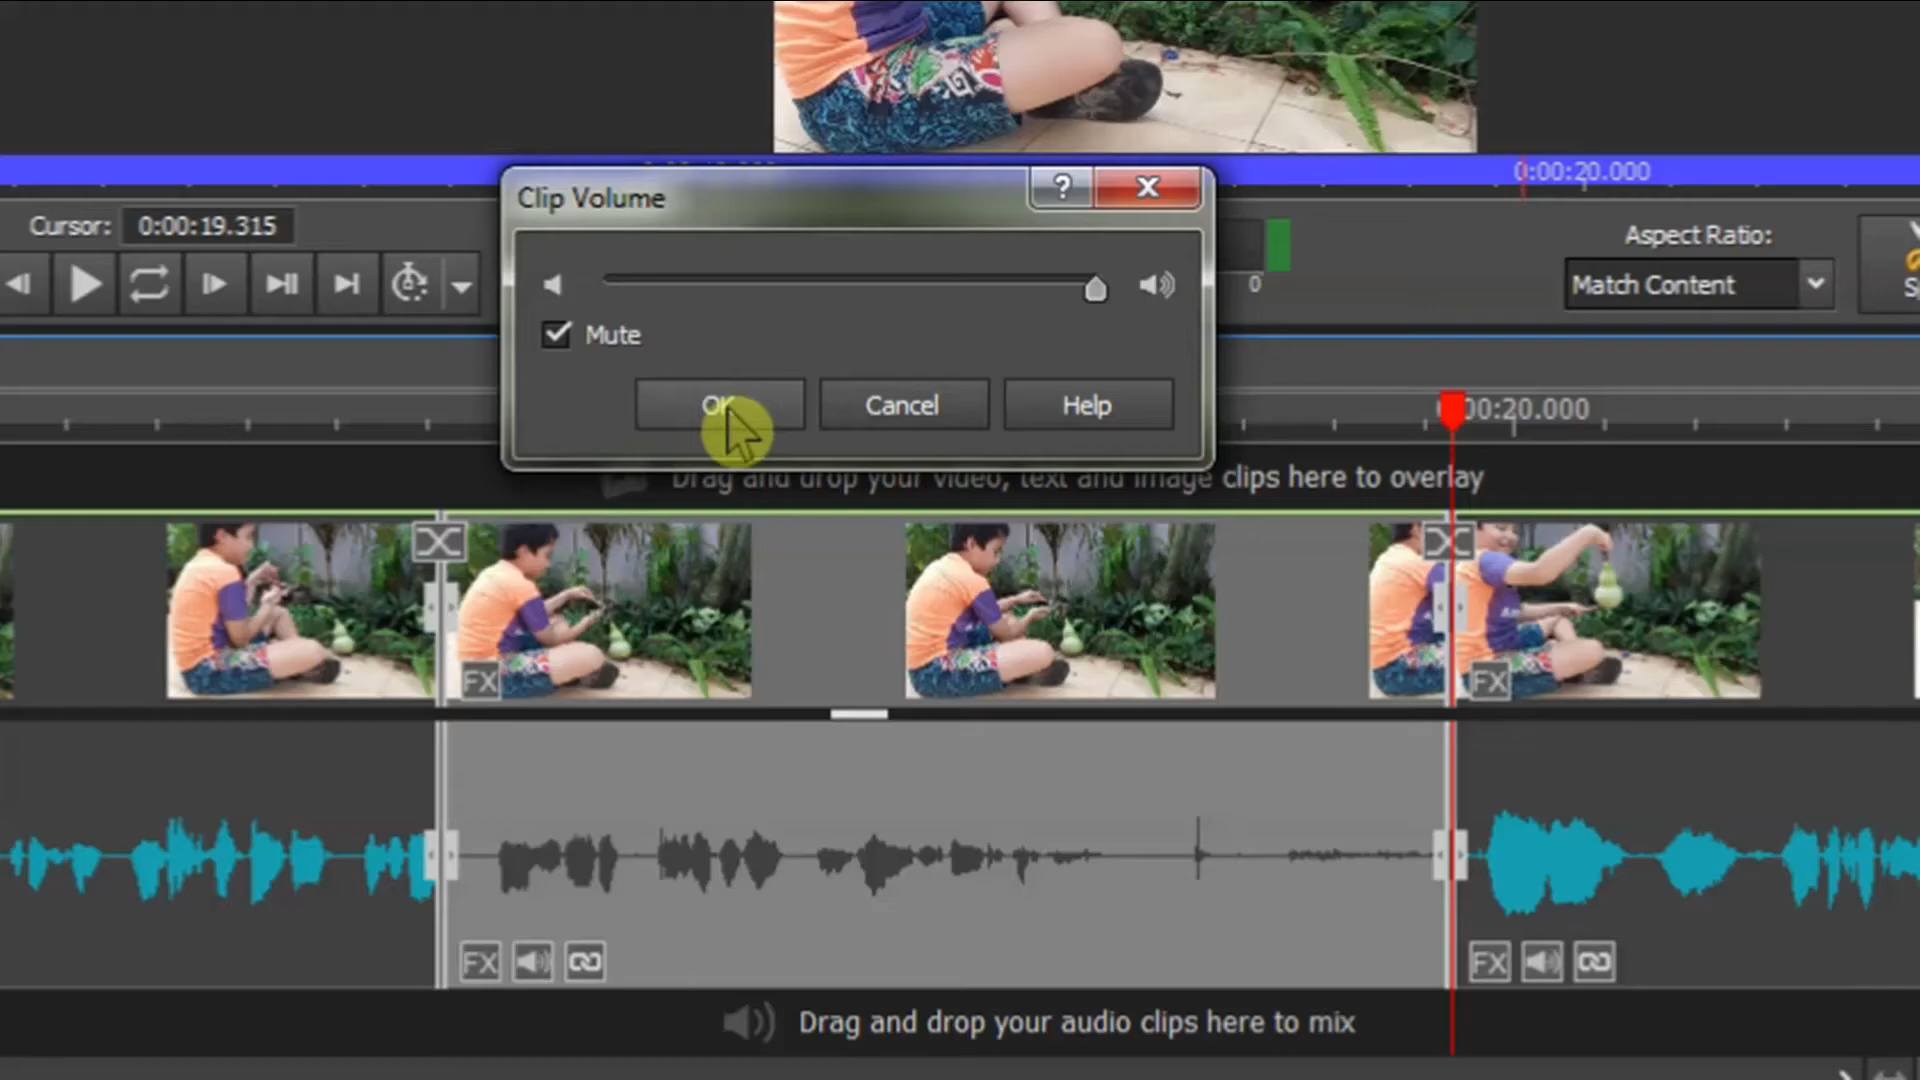 0:00:20.000
Clip Volume
?
Cursor: 0:00:19.315
Aspect Ratio:
0
Match Content
Mute
OK
Cancel
Help
00:20.000
Drag and drop your video, text and image clips here to overlay
FX
FX
FX
FX
Drag and drop your audio clips here to mix